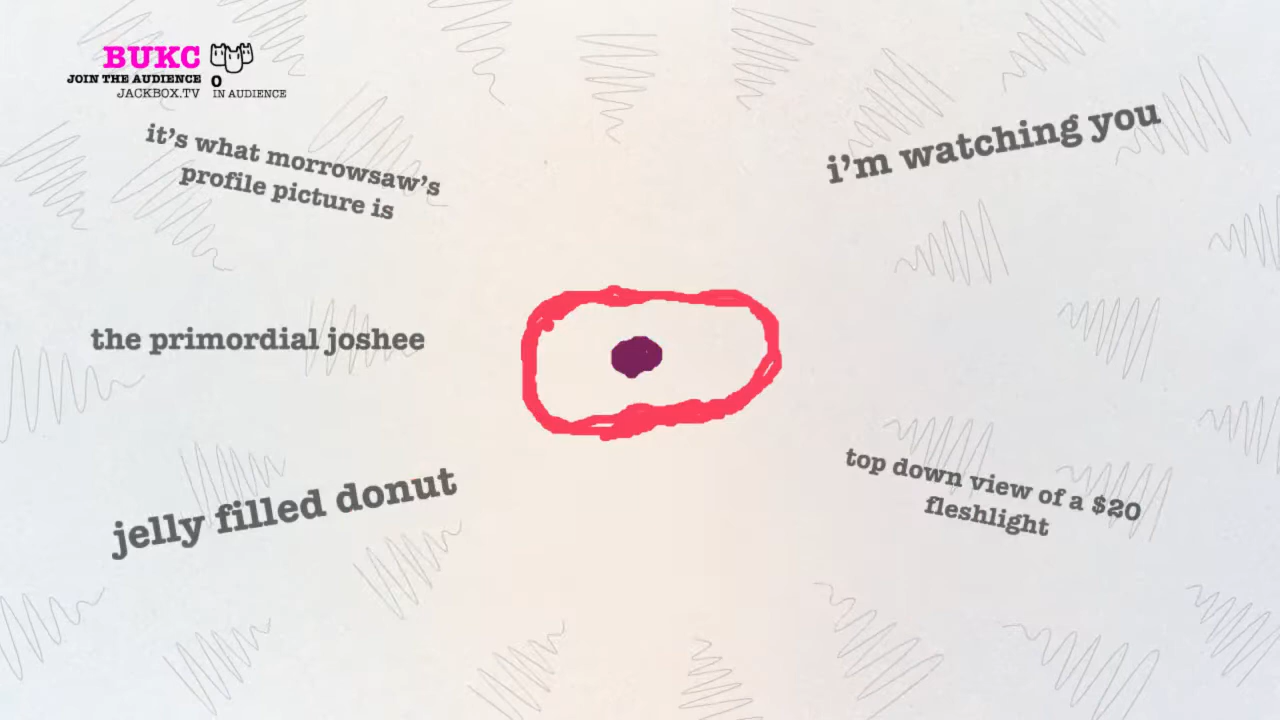 BUKC
JOIN THE AUDIENCE
JACKBOX.TV
0
IN AUDIENCE
it's what morrowsaw's
profile picture is
i'm watching you
the primordial joshee
jelly filled donut
top down view of a $20
fleshlight